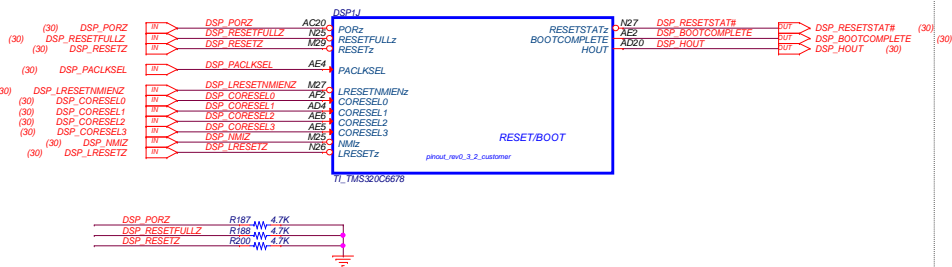 DSP1J
(30) DSP_PORZ IN DSP_PORZ AC20 PORz RESETSTATz N27 DSP_RESETSTAT# OUT DSP_RESETSTAT# (30)
(30) DSP_RESETFULLZ IN DSP_RESETFULLZ N25 RESETFULLz BOOTCOMPLETE AE2 DSP_BOOTCOMPLETE OUT DSP_BOOTCOMPLETE (30)
(30) DSP_RESETZ IN DSP_RESETZ M29 RESETz HOUT AD20 DSP_HOUT OUT DSP_HOUT (30)
(30) DSP_PACLKSEL IN DSP_PACLKSEL AE4 PACLKSEL
(30) DSP_LRESETNMIENZ IN DSP_LRESETNMIENZ M27 LRESETNMIENz
(30) DSP_CORESEL0 IN DSP_CORESEL0 AF2 CORESEL0
(30) DSP_CORESEL1 IN DSP_CORESEL1 AD4 CORESEL1
(30) DSP_CORESEL2 IN DSP_CORESEL2 AE6 CORESEL2
(30) DSP_CORESEL3 IN DSP_CORESEL3 AE5 CORESEL3
(30) DSP_NMIZ IN DSP_NMIZ M25 NMIz
(30) DSP_LRESETZ IN DSP_LRESETZ N26 LRESETz
RESET/BOOT
pinout_rev0_3_2_customer
TI_TMS320C6678
DSP_PORZ R187 4.7K
DSP_RESETFULLZ R188 4.7K
DSP_RESETZ R200 4.7K